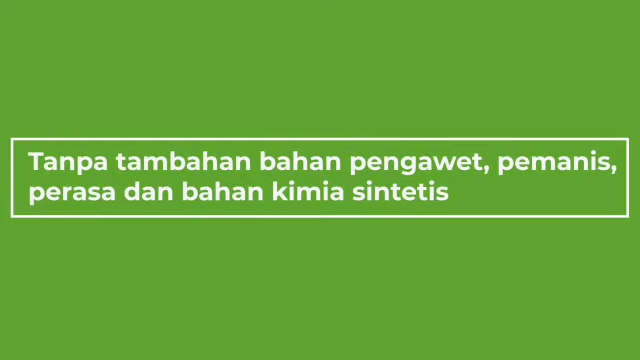 Tanpa tambahan bahan pengawet, pemanis,
perasa dan bahan kimia sintetis